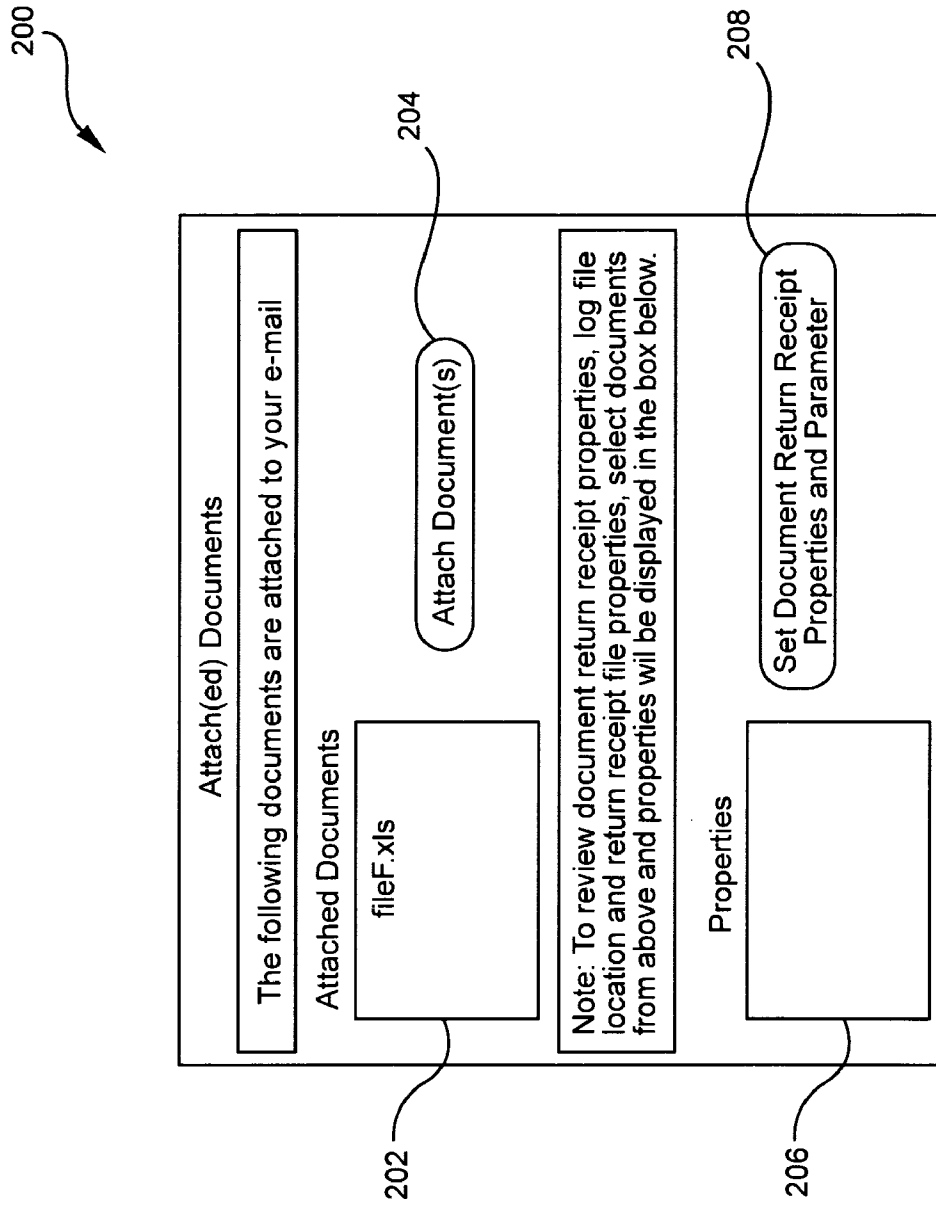 200
Attach(ed) Documents
The following documents are attached to your e-mail
Attached Documents
fileF.xls
Attach Document(s)
204
202
Note: To review document return receipt properties, log file
location and return receipt file properties, select documents
from above and properties wil be displayed in the box below.
Properties
Set Document Return Receipt
Properties and Parameter
208
206